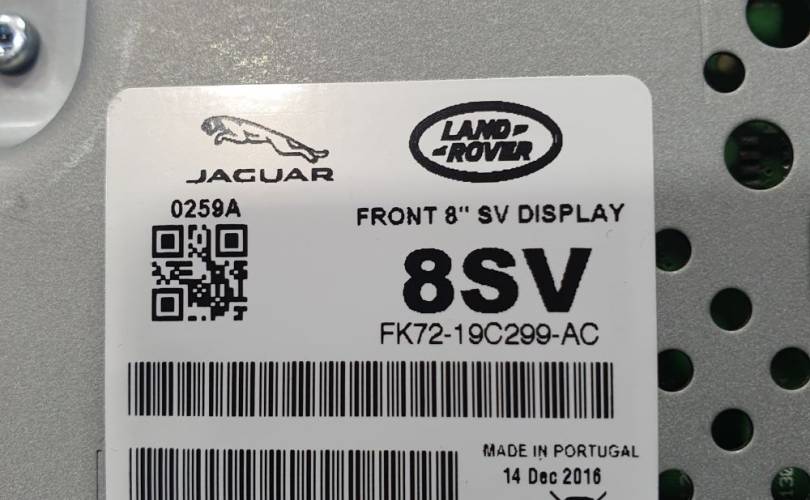 JAGUAR
LAND ROVER
0259A
FRONT 8" SV DISPLAY
8SV
FK72-19C299-AC
MADE IN PORTUGAL
14 Dec 2016